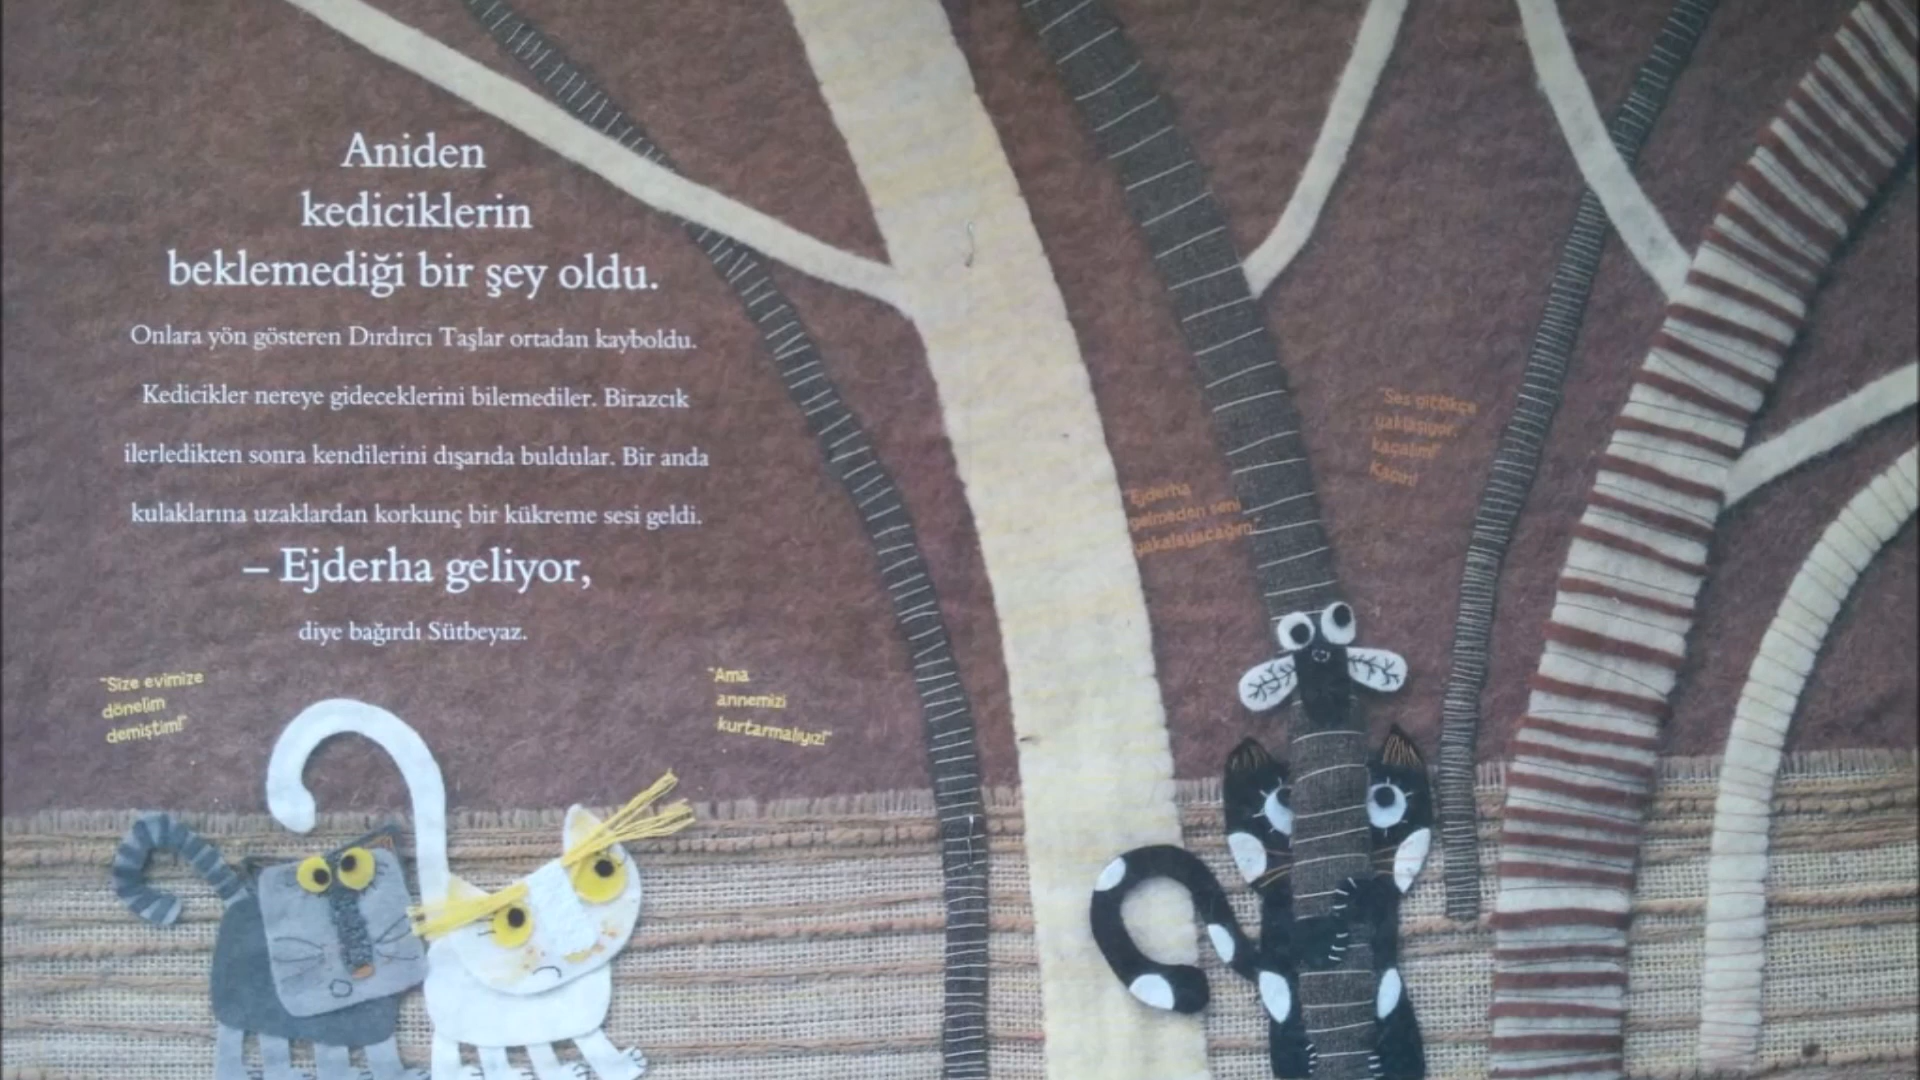 Aniden
kediciklerin
beklemediği bir şey oldu.
Onlara yön gösteren Dırdırcı Taşlar ortadan kayboldu.
Kedicikler nereye gideceklerini bilemediler. Birazcık
ilerledikten sonra kendilerini dışarıda buldular. Bir anda
kulaklarına uzaklardan korkunç bir kükreme sesi geldi.
– Ejderha geliyor,
diye bağırdı Sütbeyaz.
"Size evimize
dönelim
demiştim!"
"Ama
annemizi
kurtarmalıyız!"
"Ejderha
gelmeden seni
yakalayacağım."
"Ses gittikçe
yaklaşıyor,
kaçalım!"
Kaçın!